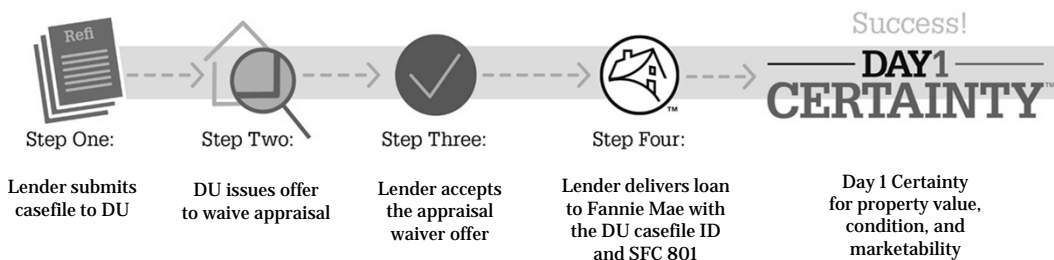 Refi
Success!
DAY1
CERTAINTY™
™
Step One:
Step Two:
Step Three:
Step Four:
Lender submits
casefile to DU
DU issues offer
to waive appraisal
Lender accepts
the appraisal
waiver offer
Lender delivers loan
to Fannie Mae with
the DU casefile ID
and SFC 801
Day 1 Certainty
for property value,
condition, and
marketability